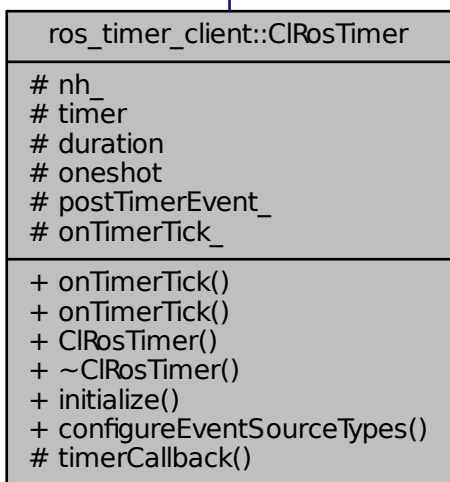 ros_timer_client::ClRosTimer
# nh_
# timer
# duration
# oneshot
# postTimerEvent_
# onTimerTick_
+ onTimerTick()
+ onTimerTick()
+ ClRosTimer()
+ ~ClRosTimer()
+ initialize()
+ configureEventSourceTypes()
# timerCallback()